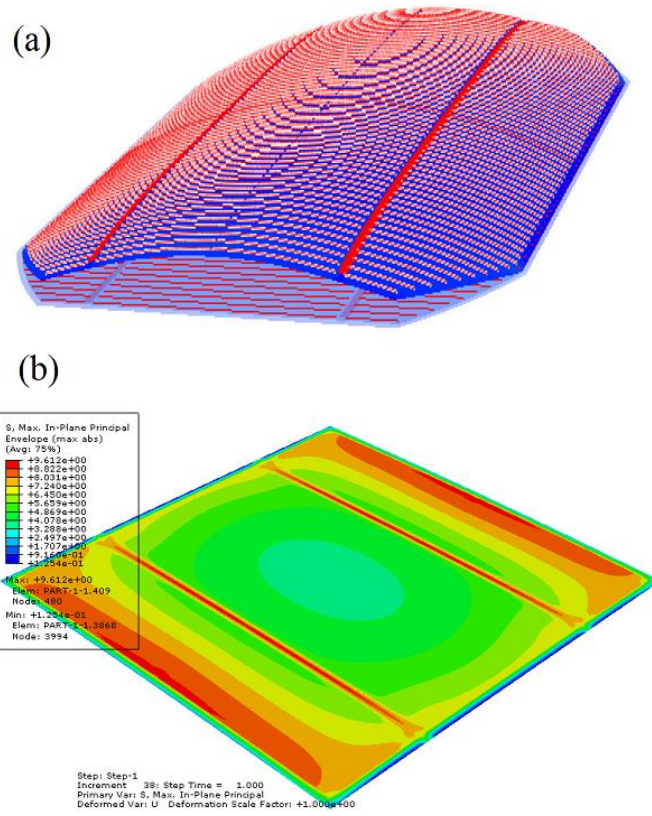 (a)
(b)
S, Max. In-Plane Principal
Envelope (max abs)
(Avg: 75%)
+9.612e+00
+8.822e+00
+8.031e+00
+7.240e+00
+6.450e+00
+5.659e+00
+4.869e+00
+4.078e+00
+3.288e+00
+2.497e+00
+1.707e+00
+9.160e-01
+1.254e-01
Max: +9.612e+00
Elem: PART-1-1.409
Node: 480
Min: +1.254e-01
Elem: PART-1-1.3868
Node: 3994
Step: Step-1
Increment 38: Step Time = 1.000
Primary Var: S, Max. In-Plane Principal
Deformed Var: U Deformation Scale Factor: +1.000e+00